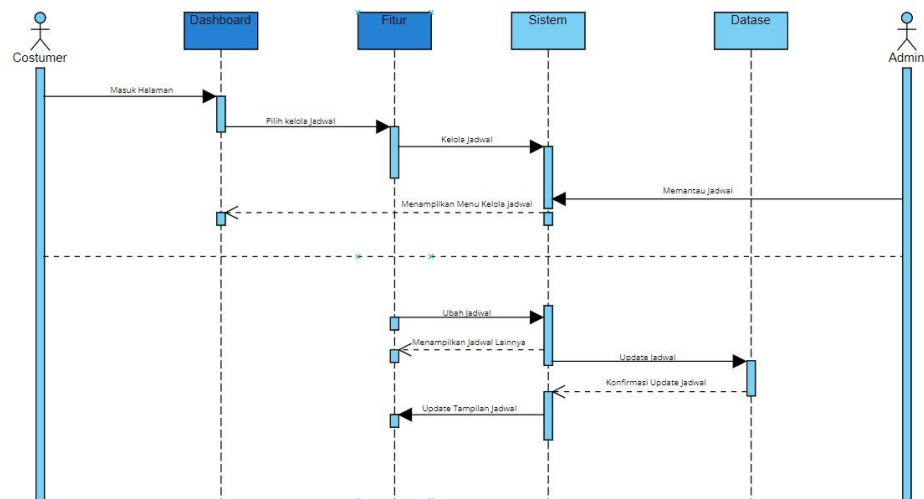 Dashboard
Fitur
Sistem
Datase
Costumer
Admin
Masuk Halaman
Pilih kelola Jadwal
Kelola Jadwal
Memantau Jadwal
Menampilkan Menu Kelola Jadwal
Ubah Jadwal
Menampilkan Jadwal Lainnya
Update Jadwal
Konfirmasi Update Jadwal
Update Tampilan Jadwal